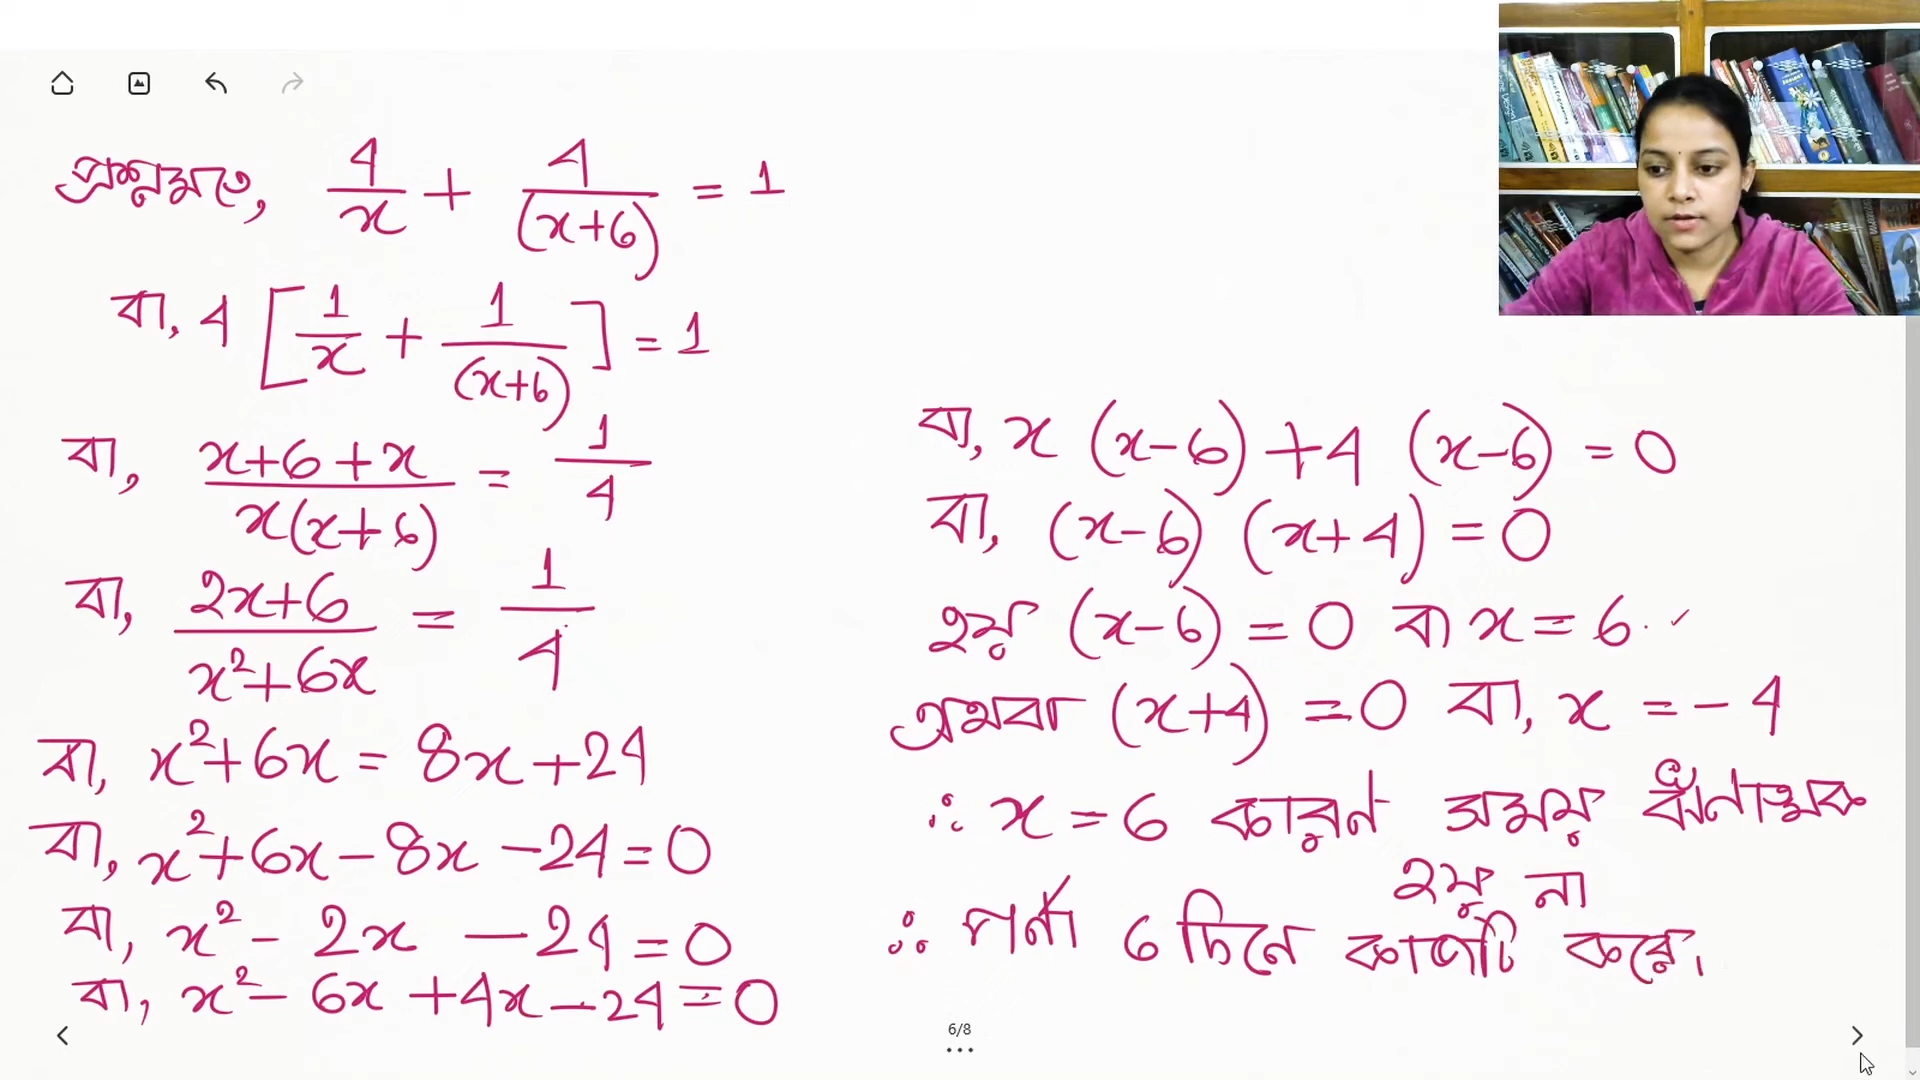 প্রশ্নমতে, 4/x + 4/(x+6) = 1
বা, 4 [1/x + 1/(x+6)] = 1
বা, x+6+x / x(x+6) = 1/4
বা, 2x+6 / x²+6x = 1/4
বা, x²+6x = 8x+24
বা, x²+6x-8x-24=0
বা, x²-2x-24=0
বা, x²-6x+4x-24=0
বা, x(x-6)+4(x-6)=0
বা, (x-6)(x+4)=0
হয় (x-6)=0 বা x=6
অথবা (x+4)=0 বা, x=-4
∴ x=6 কারণ সময় ঋণাত্মক
হয় না
∴ 6 দিনে কাজটি করে।
6/8